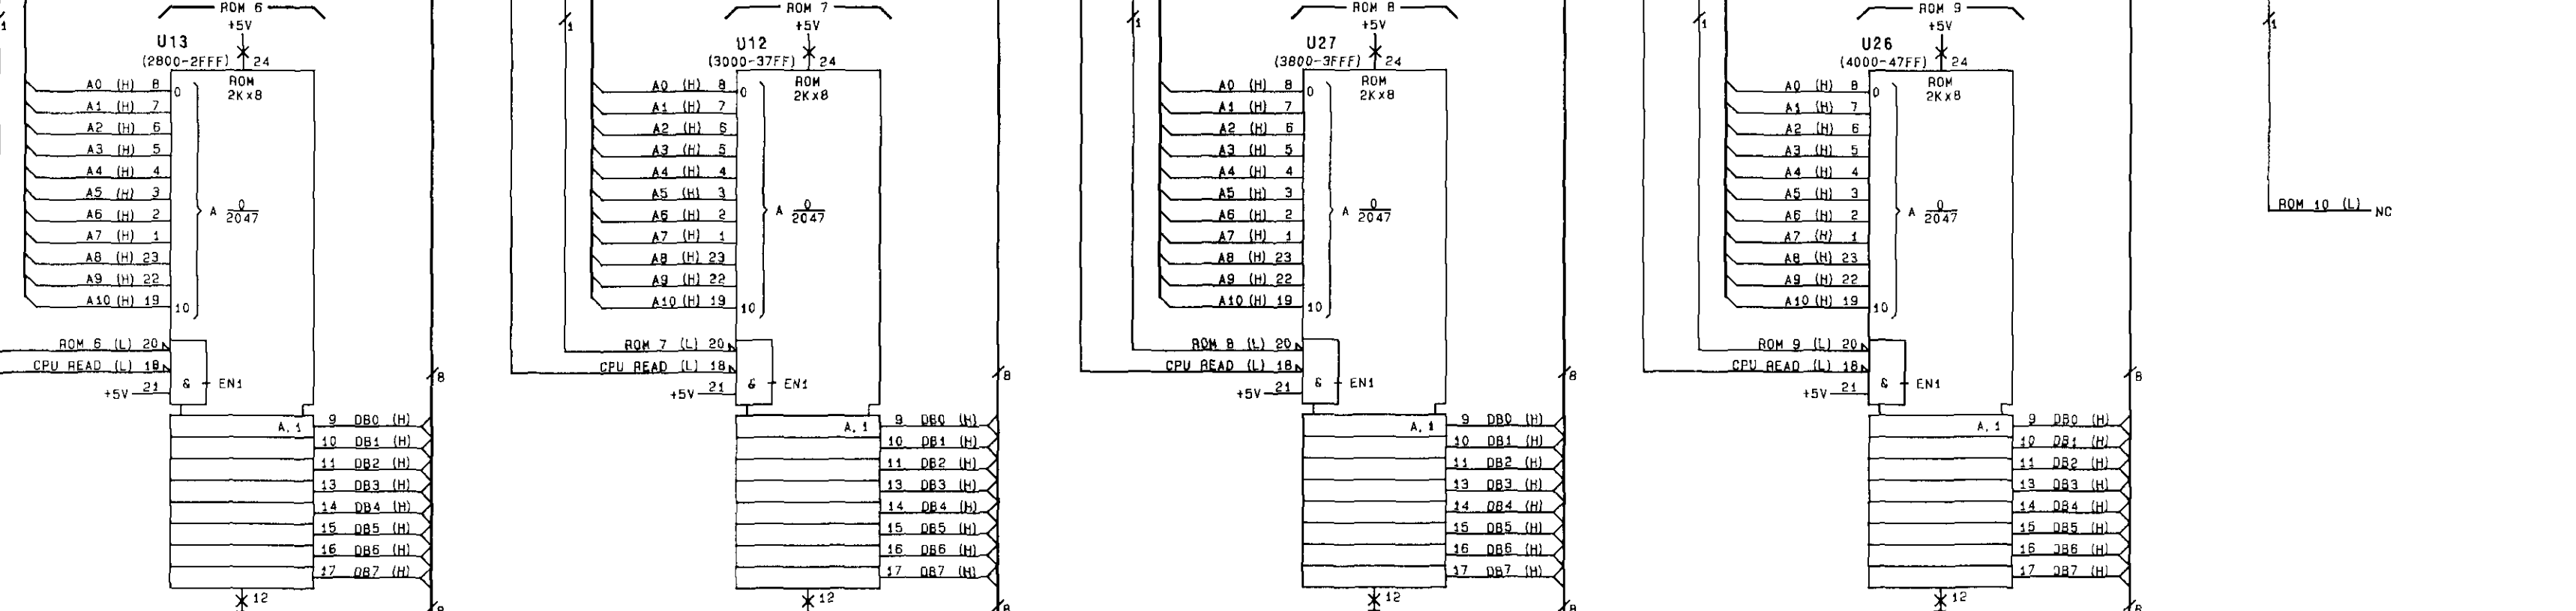 ROM 6
+5V
U13
(2800-2FFF) 24
ROM
2Kx8
A0 (H) 8 0
A1 (H) 7
A2 (H) 6
A3 (H) 5
A4 (H) 4
A5 (H) 3
A6 (H) 2
A 0
2047
A7 (H) 1
A8 (H) 23
A9 (H) 22
A10 (H) 19 10
ROM 6 (L) 20
CPU READ (L) 18
& EN1
+5V 21
A,1
9 DB0 (H)
10 DB1 (H)
11 DB2 (H)
13 DB3 (H)
14 DB4 (H)
15 DB5 (H)
16 DB6 (H)
17 DB7 (H)
12
1
8
8
ROM 7
+5V
1
U12
(3000-37FF) 24
ROM
2Kx8
A0 (H) 8 0
A1 (H) 7
A2 (H) 6
A3 (H) 5
A4 (H) 4
A5 (H) 3
A6 (H) 2
A 0
2047
A7 (H) 1
A8 (H) 23
A9 (H) 22
A10 (H) 19 10
ROM 7 (L) 20
CPU READ (L) 18
& EN1
+5V 21
A,1
9 DB0 (H)
10 DB1 (H)
11 DB2 (H)
13 DB3 (H)
14 DB4 (H)
15 DB5 (H)
16 DB6 (H)
17 DB7 (H)
12
8
8
ROM 8
+5V
1
U27
(3800-3FFF) 24
ROM
2Kx8
A0 (H) 8 0
A1 (H) 7
A2 (H) 6
A3 (H) 5
A4 (H) 4
A5 (H) 3
A6 (H) 2
A 0
2047
A7 (H) 1
A8 (H) 23
A9 (H) 22
A10 (H) 19 10
ROM 8 (L) 20
CPU READ (L) 18
& EN1
+5V 21
A,1
9 DB0 (H)
10 DB1 (H)
11 DB2 (H)
13 DB3 (H)
14 DB4 (H)
15 DB5 (H)
16 DB6 (H)
17 DB7 (H)
12
8
8
ROM 9
+5V
1
U26
(4000-47FF) 24
ROM
2Kx8
A0 (H) 8 0
A1 (H) 7
A2 (H) 6
A3 (H) 5
A4 (H) 4
A5 (H) 3
A6 (H) 2
A 0
2047
A7 (H) 1
A8 (H) 23
A9 (H) 22
A10 (H) 19 10
ROM 9 (L) 20
CPU READ (L) 18
& EN1
+5V 21
A,1
9 DB0 (H)
10 DB1 (H)
11 DB2 (H)
13 DB3 (H)
14 DB4 (H)
15 DB5 (H)
16 DB6 (H)
17 DB7 (H)
12
8
8
1
ROM 10 (L) NC